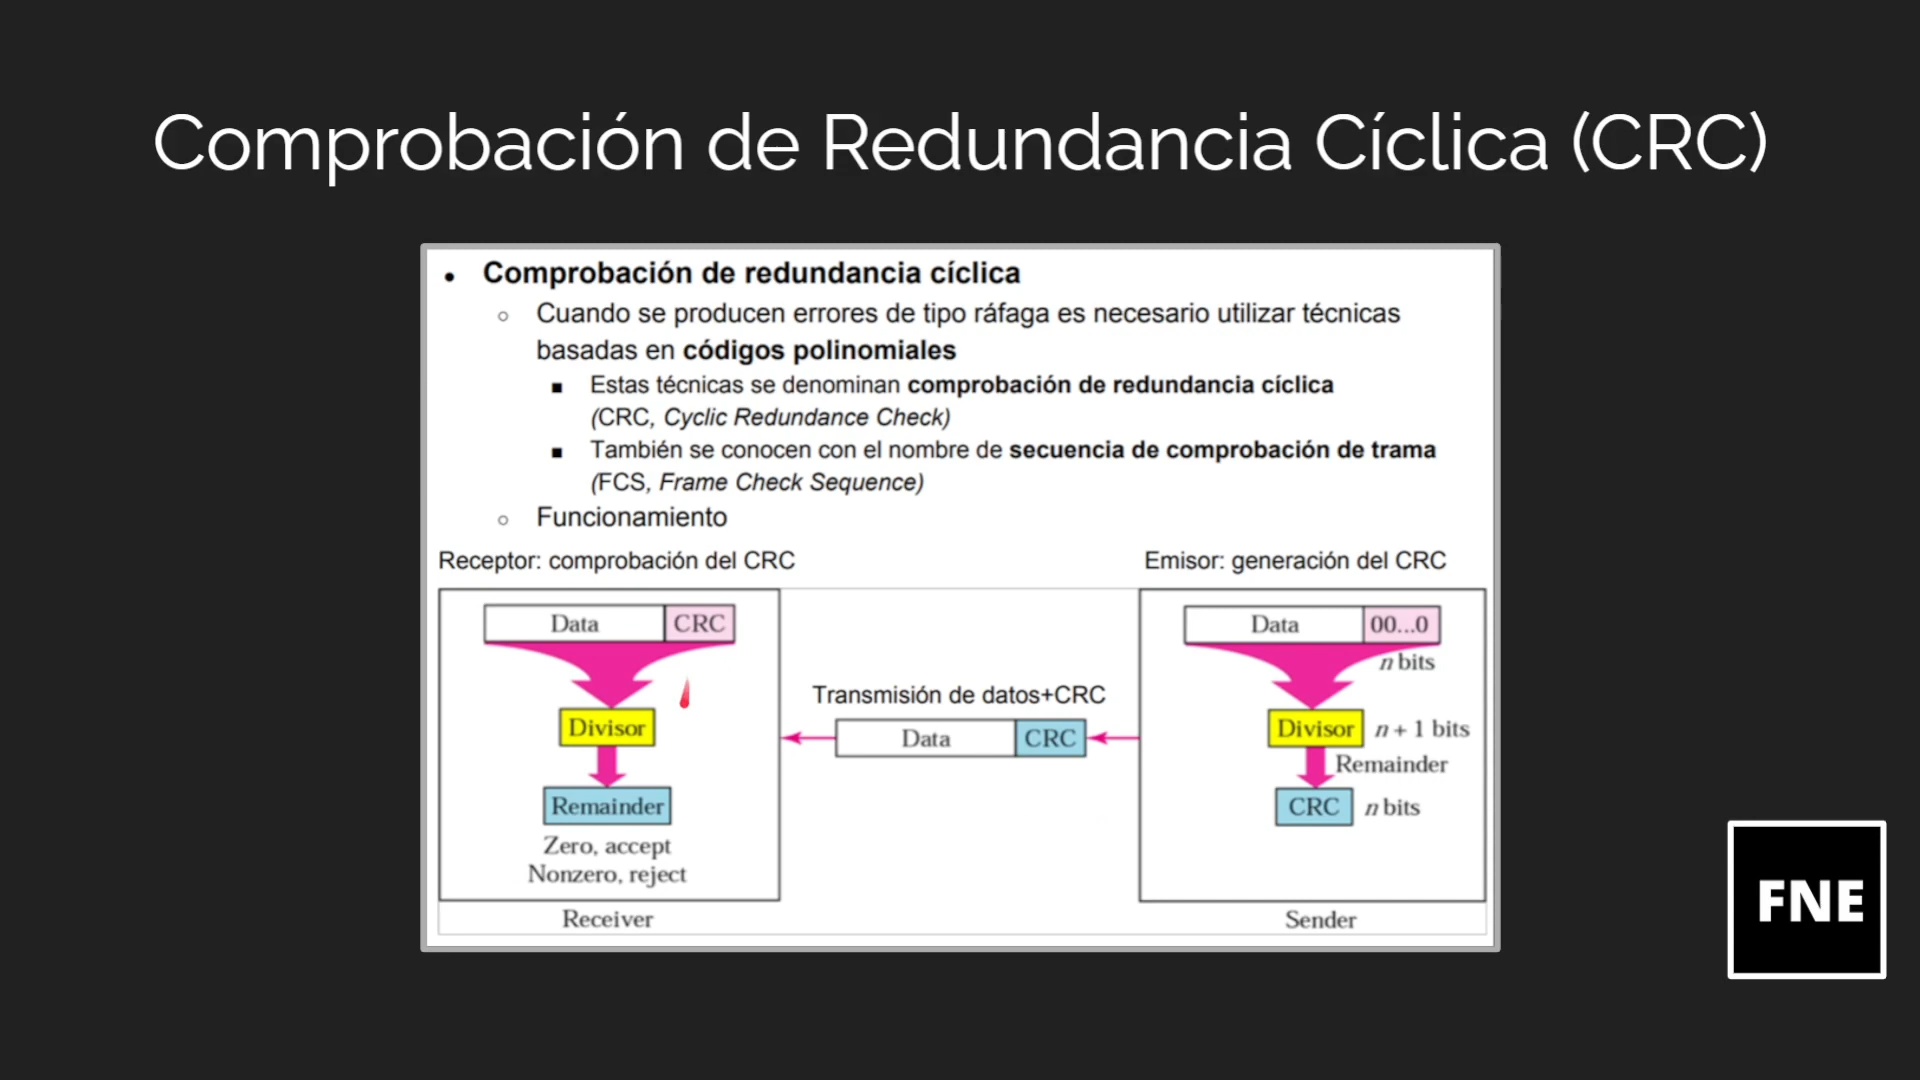 Comprobación de Redundancia Cíclica (CRC)
• Comprobación de redundancia cíclica
○ Cuando se producen errores de tipo ráfaga es necesario utilizar técnicas
basadas en códigos polinomiales
■ Estas técnicas se denominan comprobación de redundancia cíclica
(CRC, Cyclic Redundance Check)
■ También se conocen con el nombre de secuencia de comprobación de trama
(FCS, Frame Check Sequence)
○ Funcionamiento
Receptor: comprobación del CRC
Data CRC
Divisor
Remainder
Zero, accept
Nonzero, reject
Receiver
Transmisión de datos+CRC
Data CRC
Emisor: generación del CRC
Data 00...0
n bits
Divisor n + 1 bits
Remainder
CRC n bits
Sender
FNE